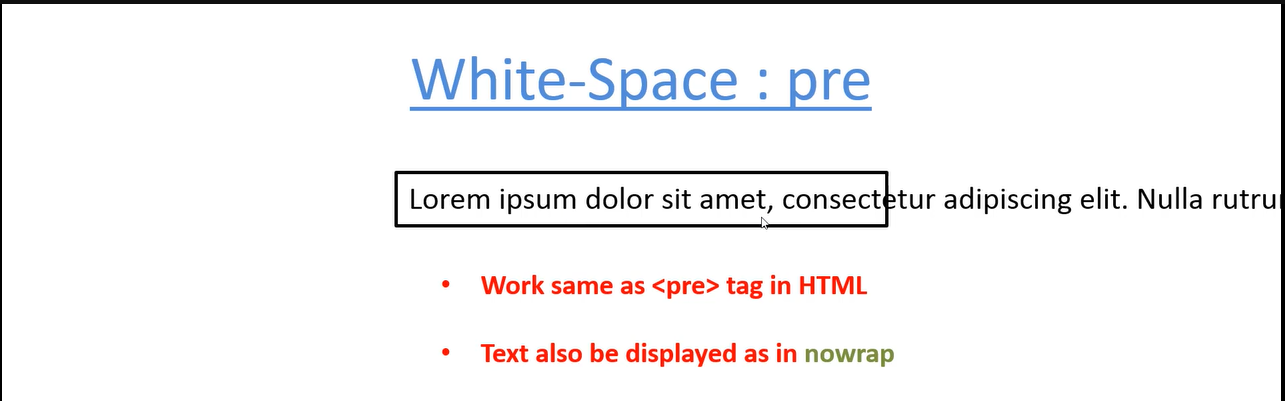 White-Space : pre
Lorem ipsum dolor sit amet, consectetur adipiscing elit. Nulla
• Work same as <pre> tag in HTML
• Text also be displayed as in nowrap